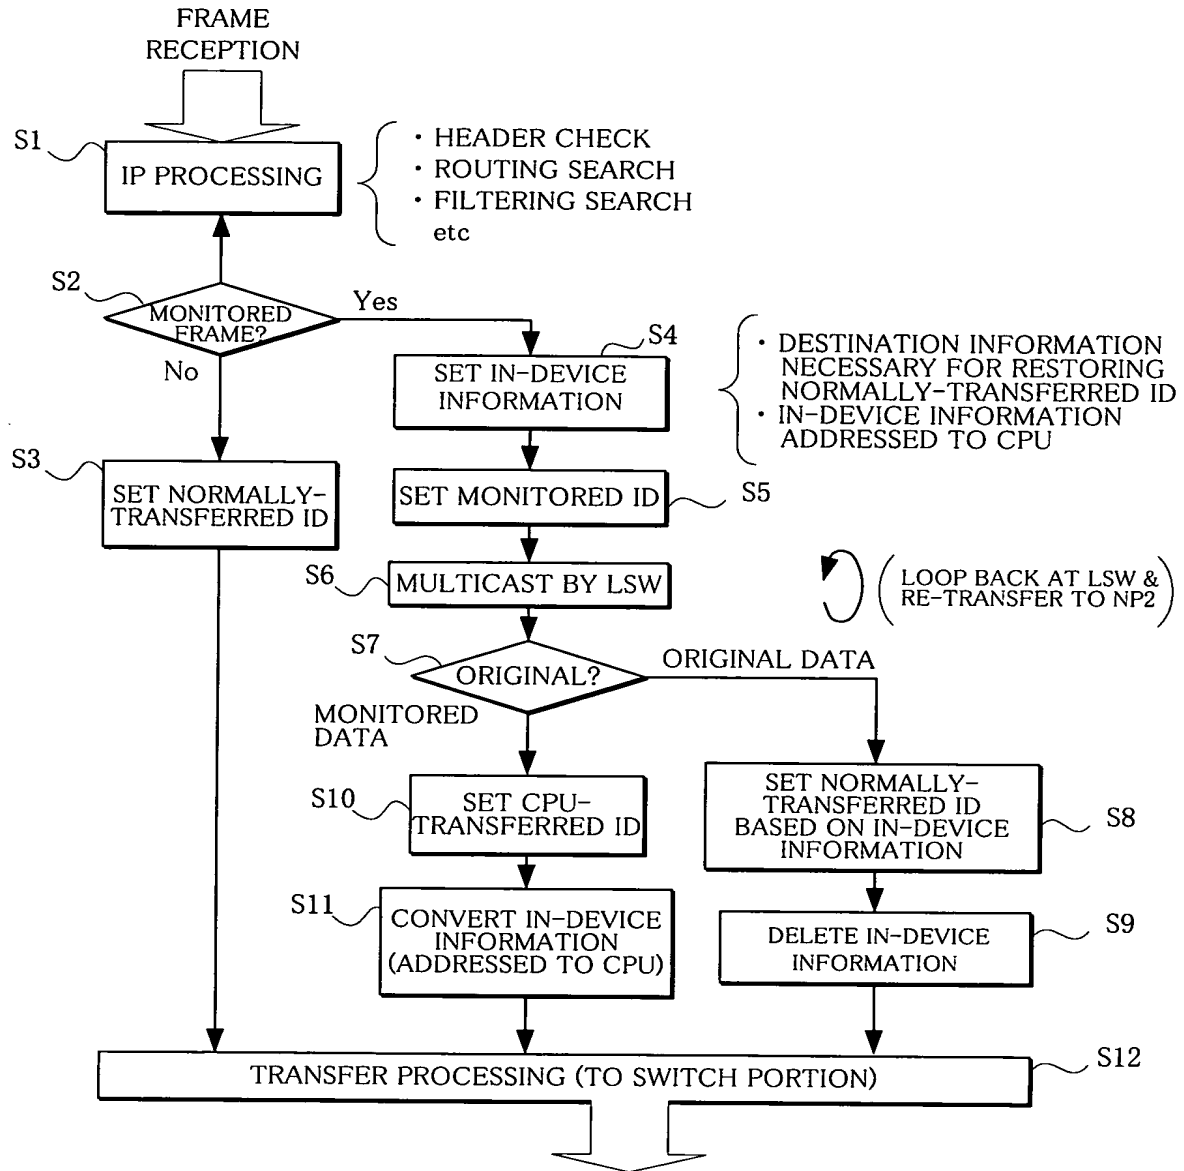 FRAME
RECEPTION
S1
IP PROCESSING
· HEADER CHECK
· ROUTING SEARCH
· FILTERING SEARCH
etc
S2
MONITORED
FRAME?
Yes
No
S4
SET IN-DEVICE
INFORMATION
· DESTINATION INFORMATION
NECESSARY FOR RESTORING
NORMALLY-TRANSFERRED ID
· IN-DEVICE INFORMATION
ADDRESSED TO CPU
S3
SET NORMALLY-
TRANSFERRED ID
SET MONITORED ID
S5
S6
MULTICAST BY LSW
(LOOP BACK AT LSW &
RE-TRANSFER TO NP2)
S7
ORIGINAL?
ORIGINAL DATA
MONITORED
DATA
S10
SET CPU-
TRANSFERRED ID
SET NORMALLY-
TRANSFERRED ID
BASED ON IN-DEVICE
INFORMATION
S8
S11
CONVERT IN-DEVICE
INFORMATION
(ADDRESSED TO CPU)
DELETE IN-DEVICE
INFORMATION
S9
TRANSFER PROCESSING (TO SWITCH PORTION)
S12